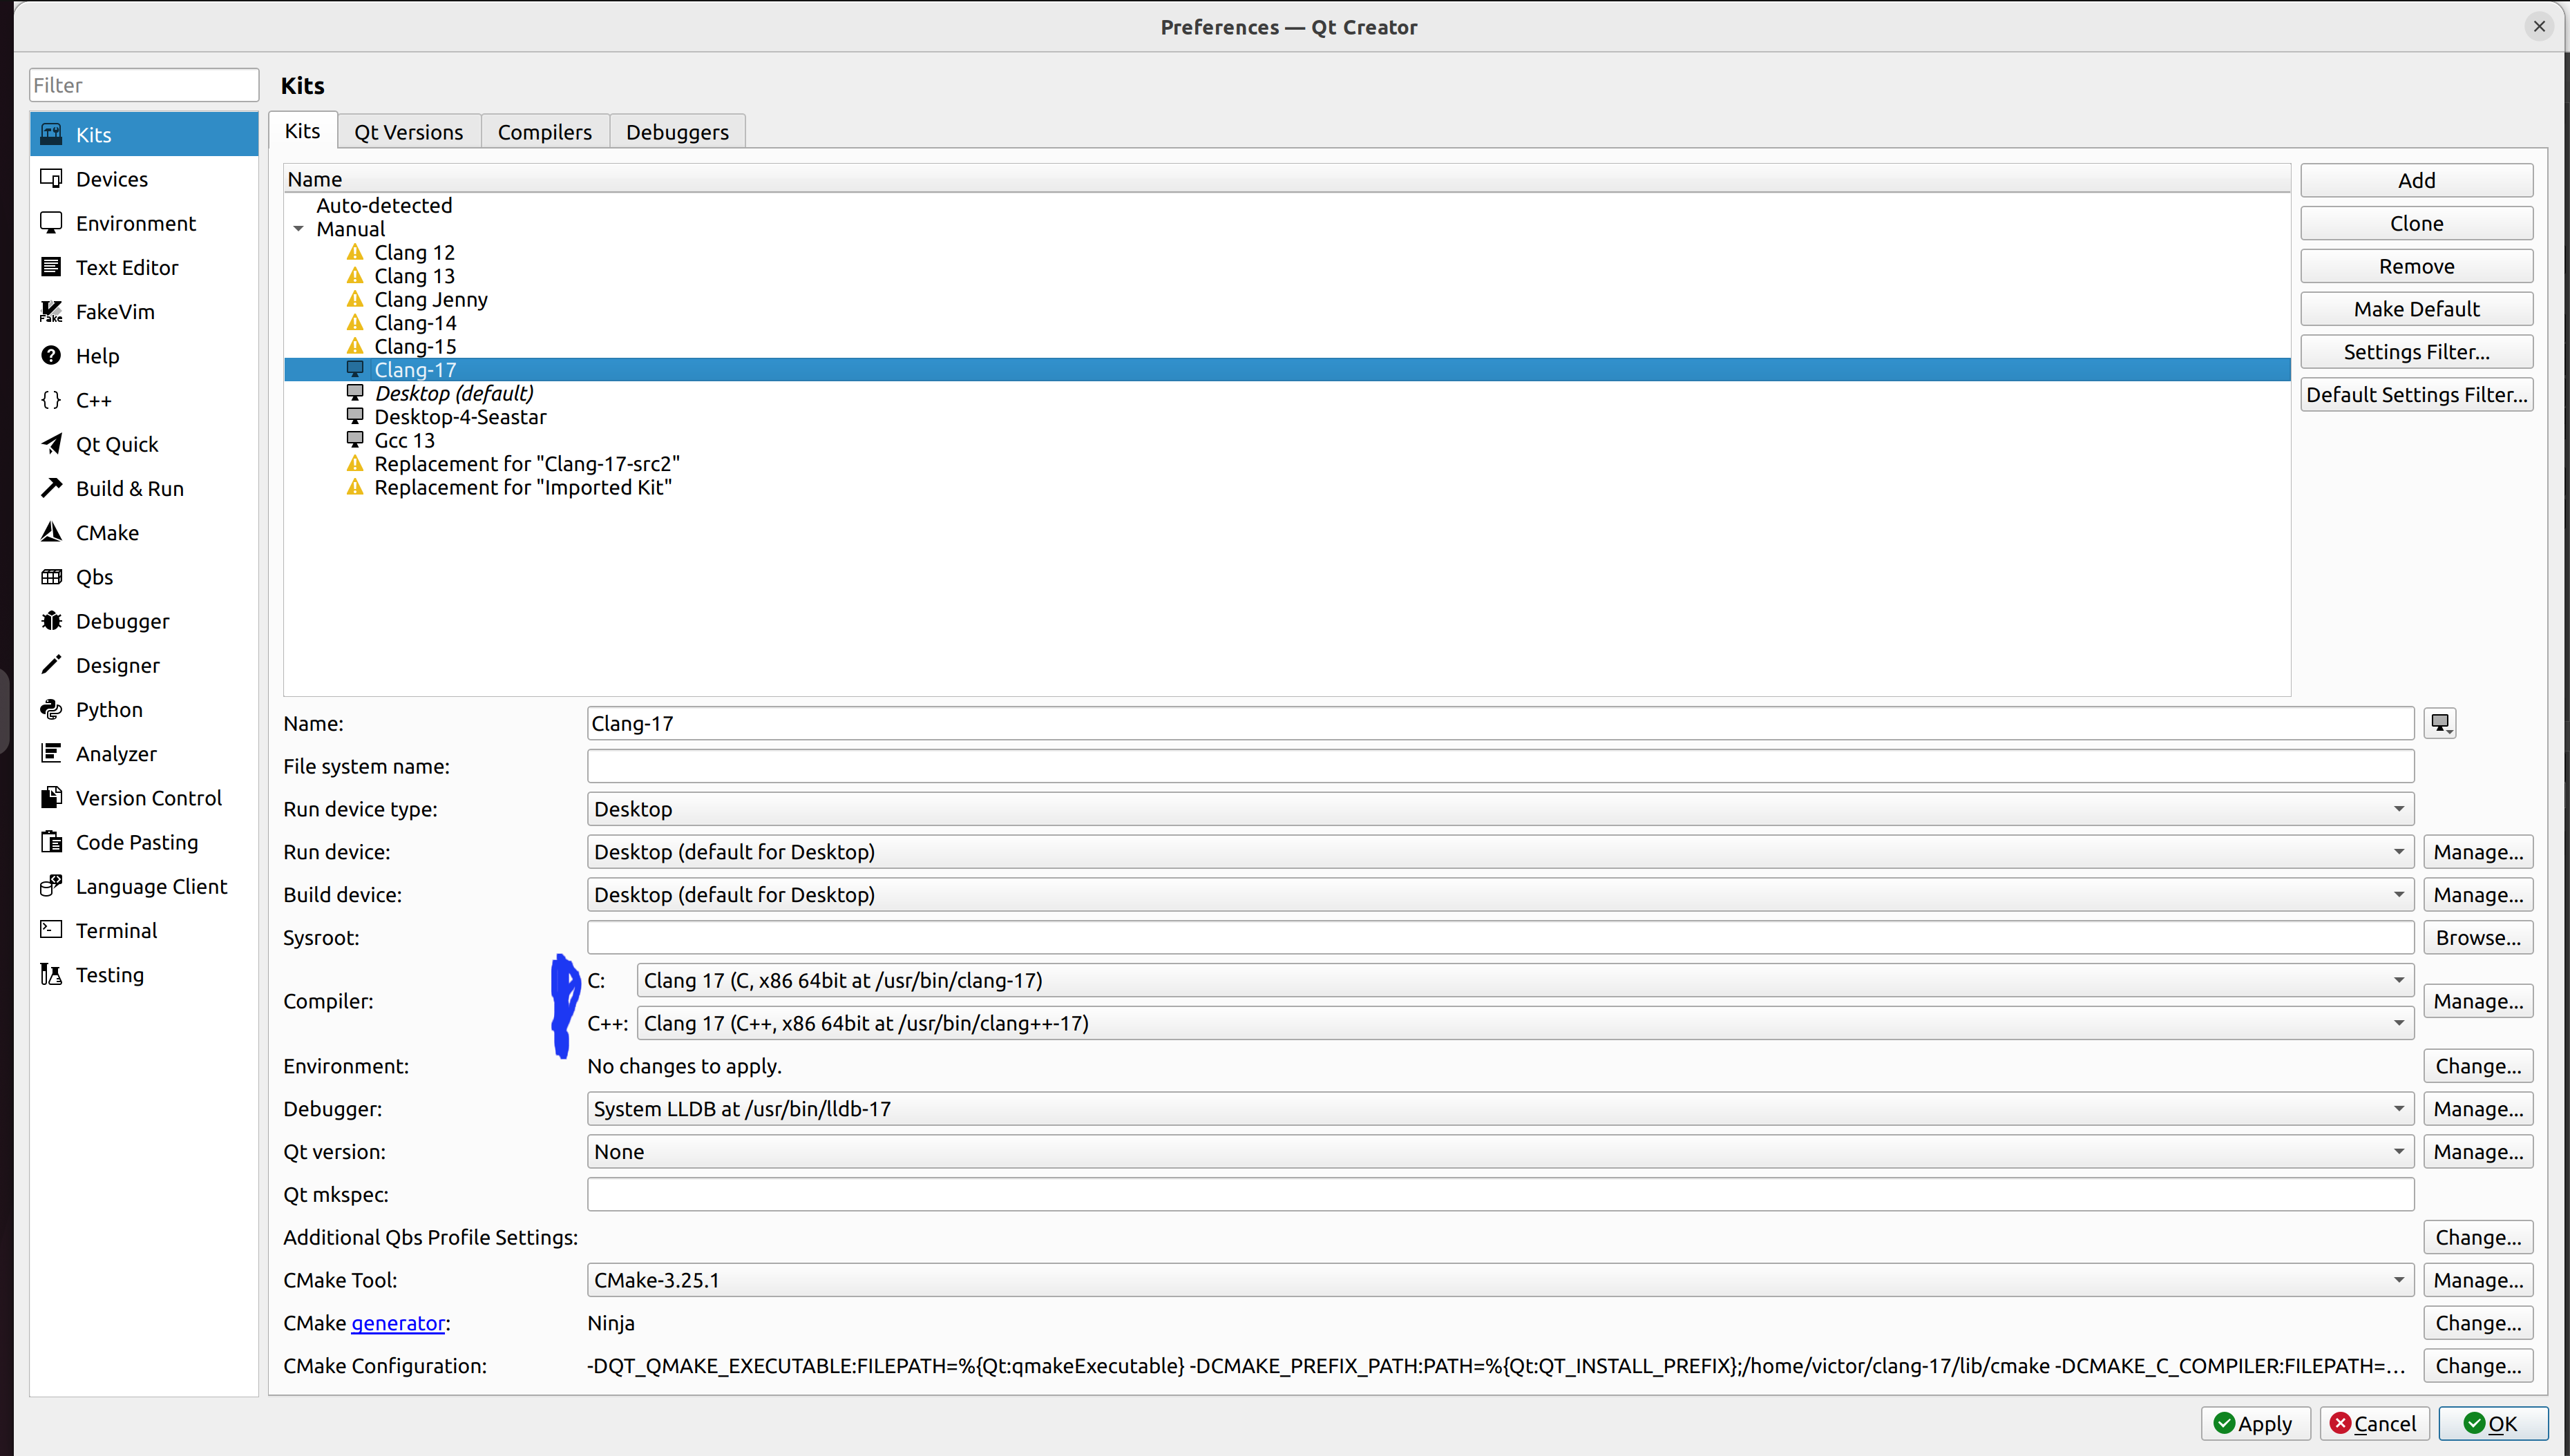 Preferences — Qt Creator
Filter
Kits
Devices
Environment
Text Editor
FakeVim
Help
C++
Qt Quick
Build & Run
CMake
Qbs
Debugger
Designer
Python
Analyzer
Version Control
Code Pasting
Language Client
Terminal
Testing
Kits
Kits Qt Versions Compilers Debuggers
Name
Auto-detected
Manual
Clang 12
Clang 13
Clang Jenny
Clang-14
Clang-15
Clang-17
Desktop (default)
Desktop-4-Seastar
Gcc 13
Replacement for "Clang-17-src2"
Replacement for "Imported Kit"
Add
Clone
Remove
Make Default
Settings Filter...
Default Settings Filter...
Name: Clang-17
File system name:
Run device type: Desktop
Run device: Desktop (default for Desktop) Manage...
Build device: Desktop (default for Desktop) Manage...
Sysroot: Browse...
Compiler: C: Clang 17 (C, x86 64bit at /usr/bin/clang-17) Manage...
C++: Clang 17 (C++, x86 64bit at /usr/bin/clang++-17)
Environment: No changes to apply. Change...
Debugger: System LLDB at /usr/bin/lldb-17 Manage...
Qt version: None Manage...
Qt mkspec:
Additional Qbs Profile Settings: Change...
CMake Tool: CMake-3.25.1 Manage...
CMake generator: Ninja Change...
CMake Configuration: -DQT_QMAKE_EXECUTABLE:FILEPATH=%{Qt:qmakeExecutable} -DCMAKE_PREFIX_PATH:PATH=%{Qt:QT_INSTALL_PREFIX};/home/victor/clang-17/lib/cmake -DCMAKE_C_COMPILER:FILEPATH=... Change...
Apply Cancel OK